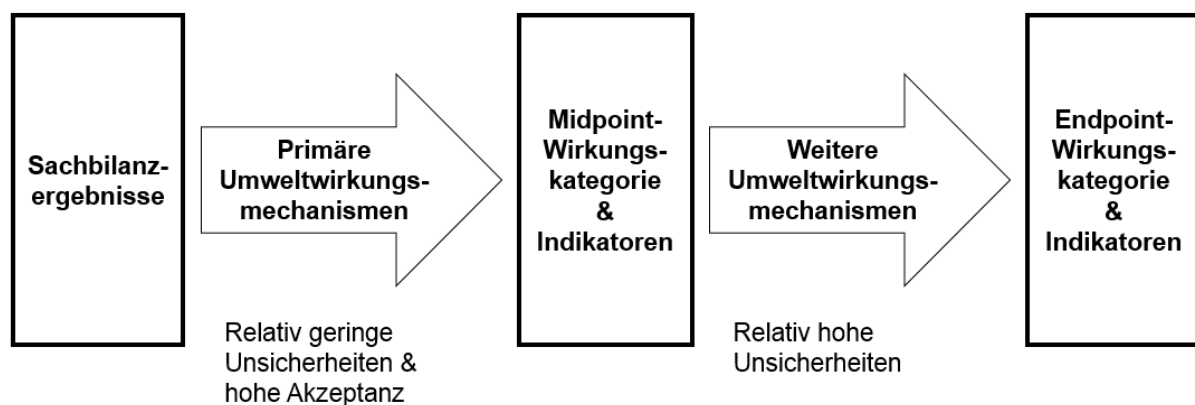 Sachbilanz-
ergebnisse
Primäre
Umweltwirkungs-
mechanismen
Midpoint-
Wirkungs-
kategorie
&
Indikatoren
Weitere
Umweltwirkungs-
mechanismen
Endpoint-
Wirkungs-
kategorie
&
Indikatoren
Relativ geringe
Unsicherheiten &
hohe Akzeptanz
Relativ hohe
Unsicherheiten